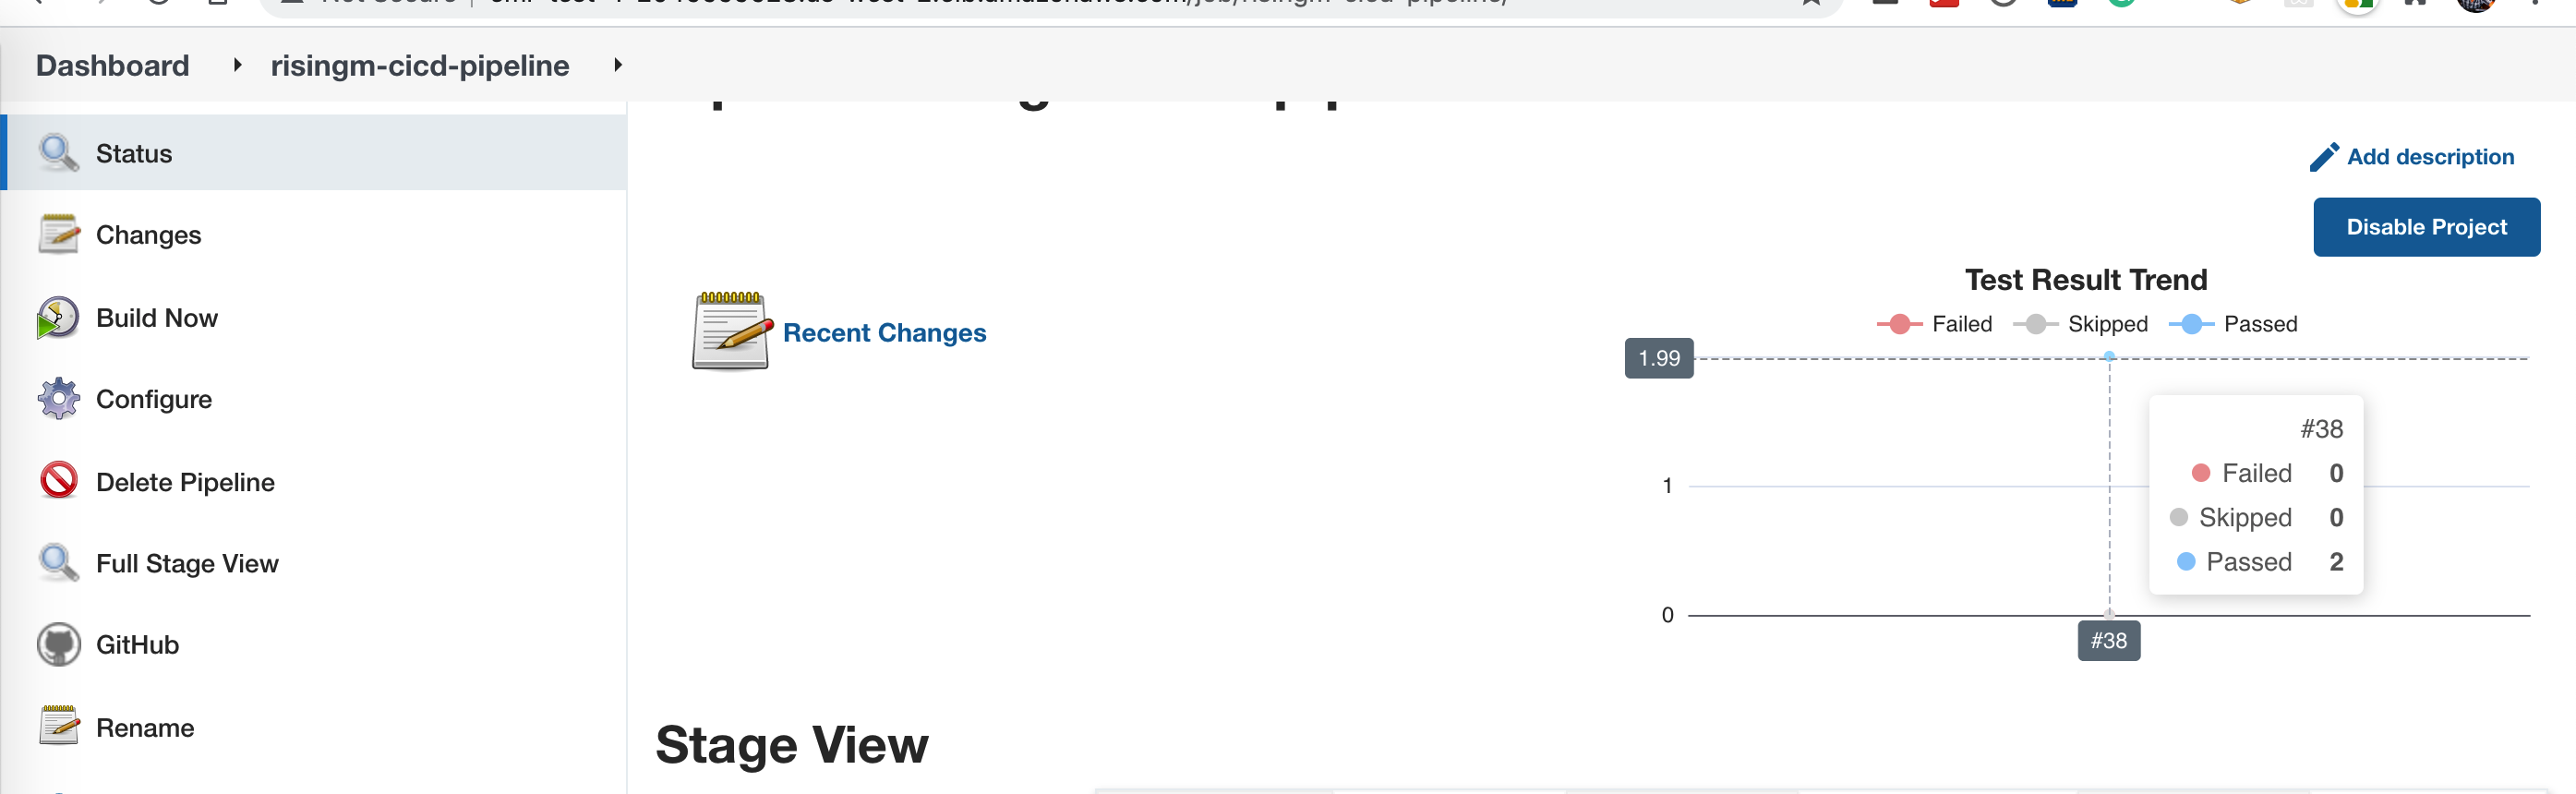 Dashboard
risingm-cicd-pipeline
Status
Changes
Build Now
Configure
Delete Pipeline
Full Stage View
GitHub
Rename
Add description
Disable Project
Recent Changes
Test Result Trend
Failed Skipped Passed
1.99
1
0
#38
#38
Failed 0
Skipped 0
Passed 2
Stage View